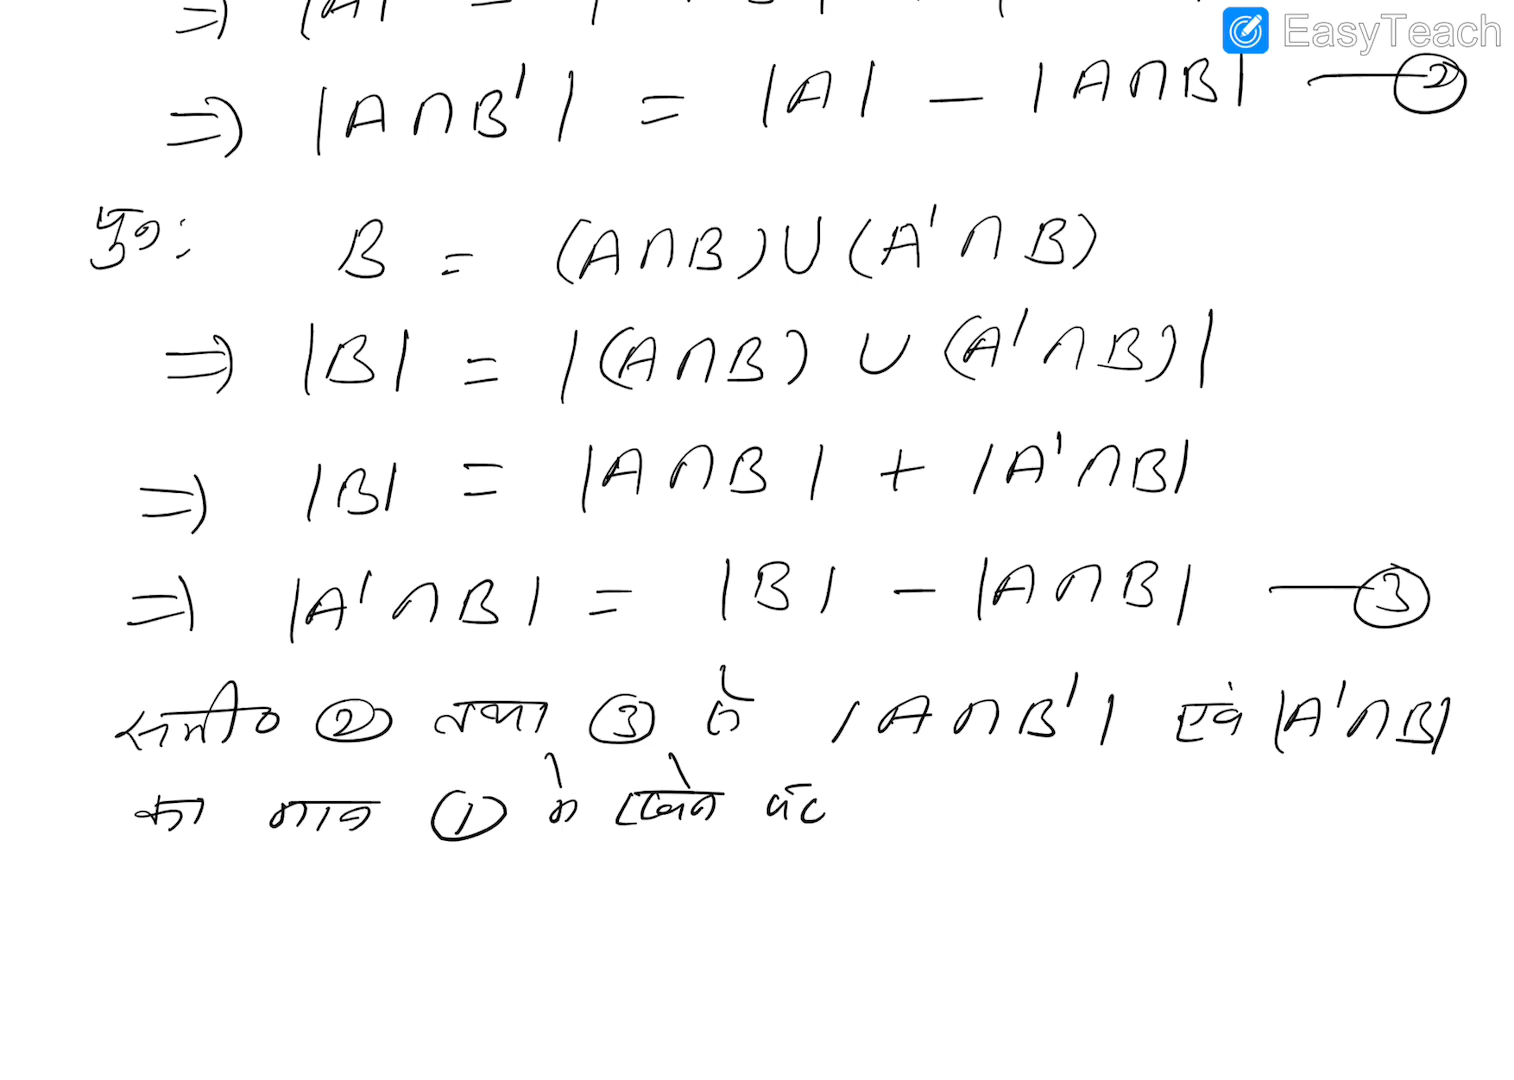 EasyTeach
⇒ |A∩B'| = |A| - |A∩B| — ②
पुनः B = (A∩B)∪(A'∩B)
⇒ |B| = |(A∩B) ∪ (A'∩B)|
⇒ |B| = |A∩B| + |A'∩B|
⇒ |A'∩B| = |B| - |A∩B| — ③
समी० ② तथा ③ से |A∩B'| एवं |A'∩B|
का मान ① में रखने पर